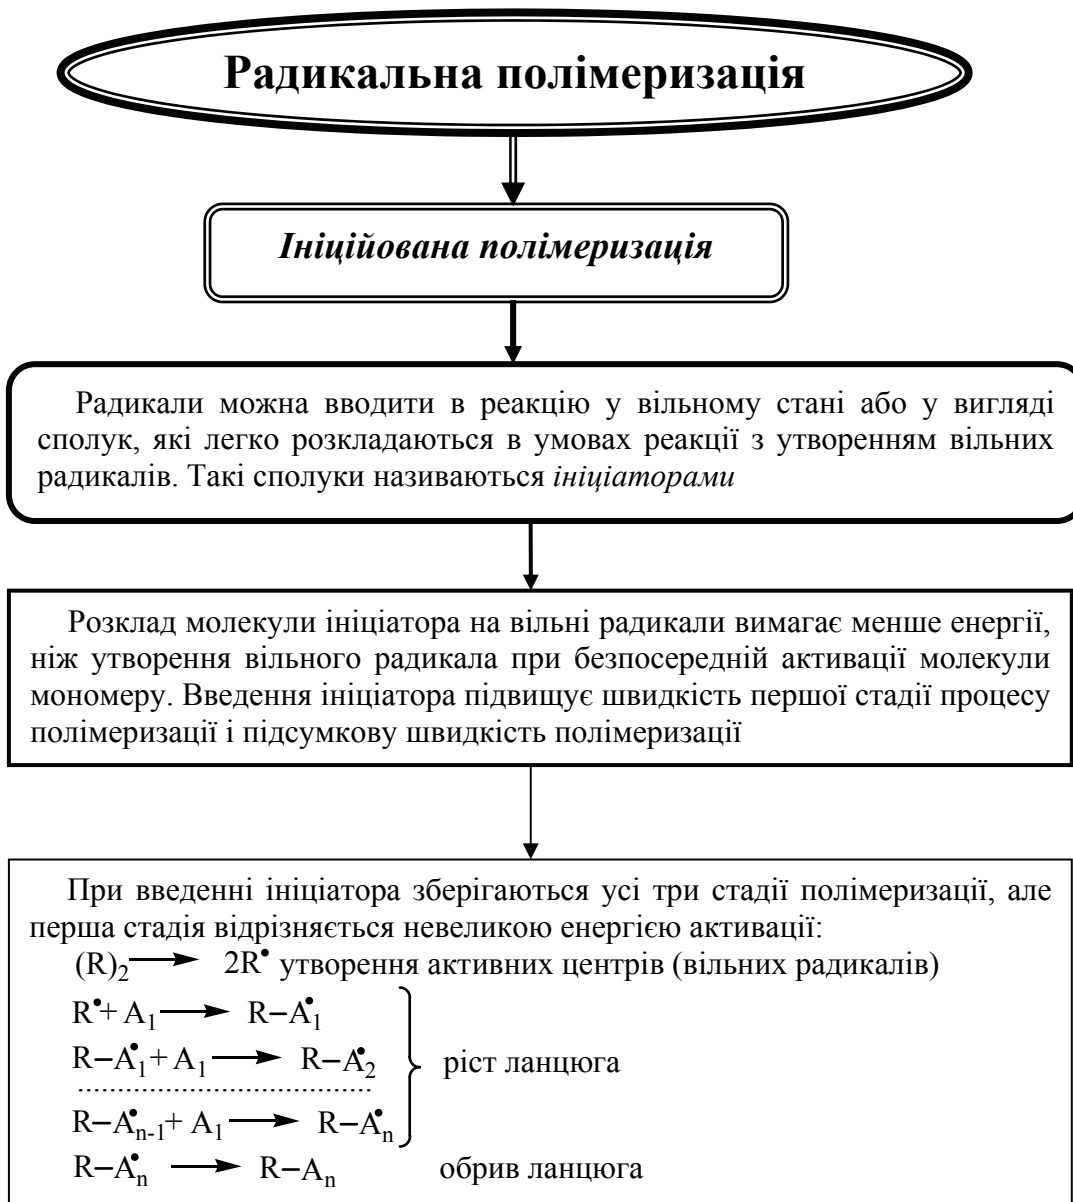 Радикальна полімеризація
Ініційована полімеризація
Радикали можна вводити в реакцію у вільному стані або у вигляді
сполук, які легко розкладаються в умовах реакції з утворенням вільних
радикалів. Такі сполуки називаються ініціаторами
Розклад молекули ініціатора на вільні радикали вимагає менше енергії,
ніж утворення вільного радикала при безпосередній активації молекули
мономеру. Введення ініціатора підвищує швидкість першої стадії процесу
полімеризації і підсумкову швидкість полімеризації
При введенні ініціатора зберігаються усі три стадії полімеризації, але
перша стадія відрізняється невеликою енергією активації:
(R)₂ ⟶ 2R• утворення активних центрів (вільних радикалів)
R• + A₁ ⟶ R–A•₁
R–A•₁ + A₁ ⟶ R–A•₂ ріст ланцюга
....................................
R–A•ₙ₋₁ + A₁ ⟶ R–A•ₙ
R–A•ₙ ⟶ R–Aₙ обрив ланцюга